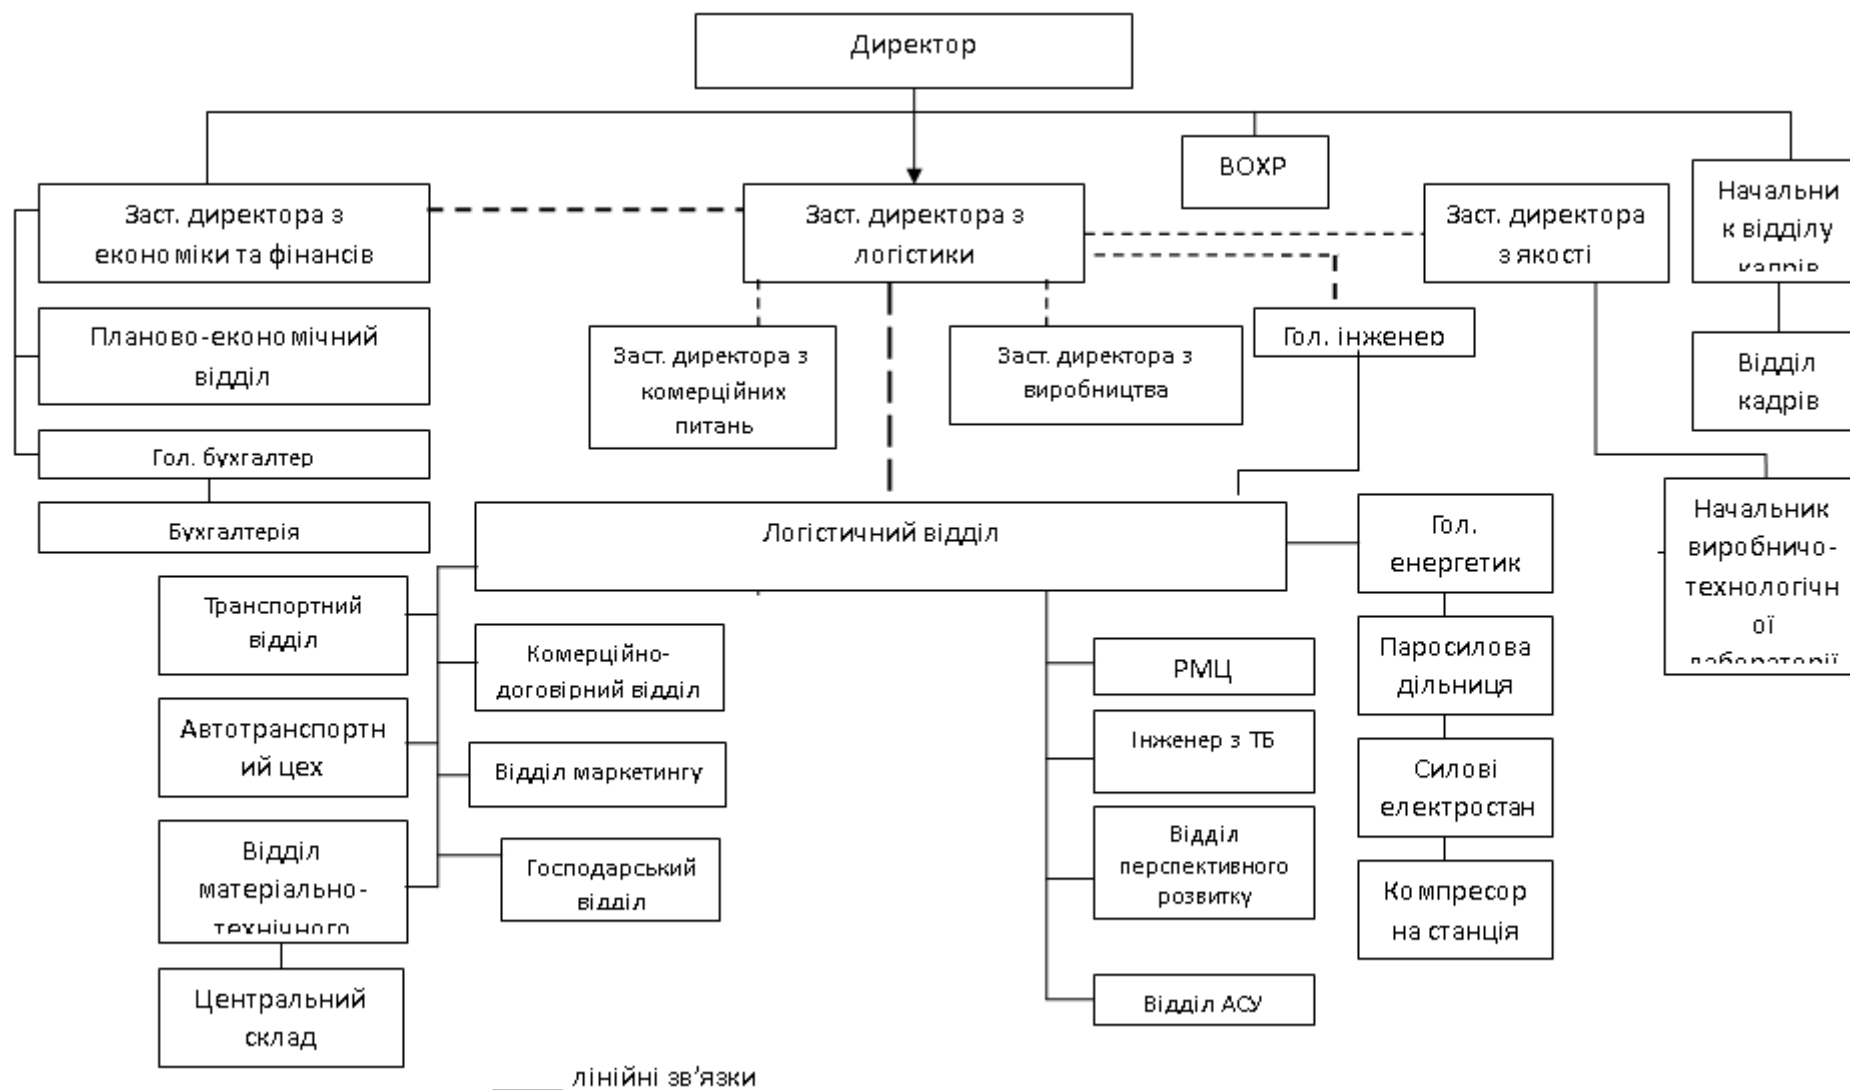 Директор
ВОХР
Заст. директора з
економіки та фінансів
Заст. директора з
логістики
Заст. директора
з якості
Начальни
к відділу
кадрів
Планово-економічний
відділ
Заст. директора з
комерційних
питань
Заст. директора з
виробництва
Гол. інженер
Відділ
кадрів
Гол. бухгалтер
Бухгалтерія
Логістичний відділ
Гол.
енергетик
Начальник
виробничо-
технологічн
ої
лабораторії
Транспортний
відділ
Комерційно-
договірний відділ
РМЦ
Паросилова
дільниця
Автотранспортн
ий цех
Відділ маркетингу
Інженер з ТБ
Силові
електростан
Відділ
матеріально-
технічного
Господарський
відділ
Відділ
перспективного
розвитку
Компресор
на станція
Центральний
склад
Відділ АСУ
лінійні зв’язки